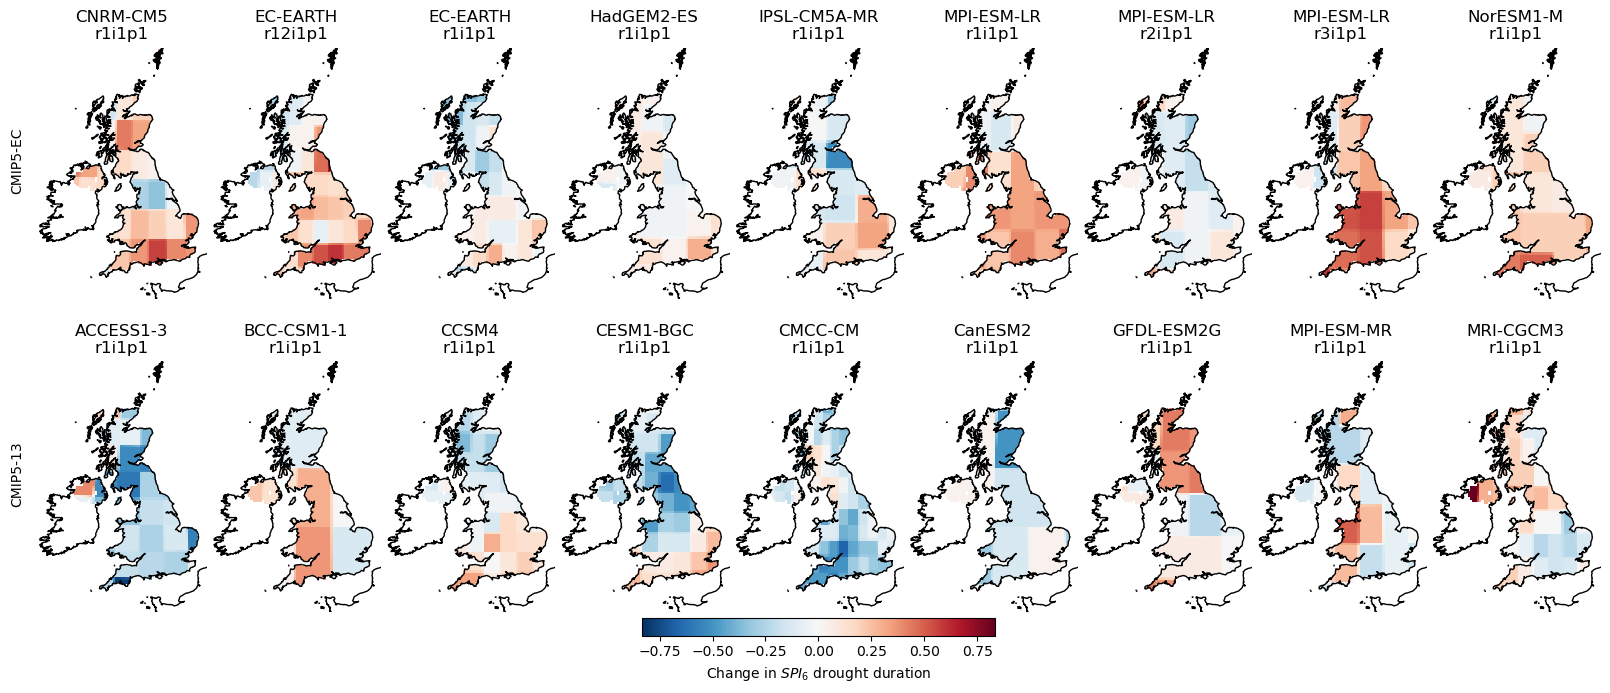 CNRM-CM5
r1i1p1
EC-EARTH
r12i1p1
EC-EARTH
r1i1p1
HadGEM2-ES
r1i1p1
IPSL-CM5A-MR
r1i1p1
MPI-ESM-LR
r1i1p1
MPI-ESM-LR
r2i1p1
MPI-ESM-LR
r3i1p1
NorESM1-M
r1i1p1
CMIP5-EC
ACCESS1-3
r1i1p1
BCC-CSM1-1
r1i1p1
CCSM4
r1i1p1
CESM1-BGC
r1i1p1
CMCC-CM
r1i1p1
CanESM2
r1i1p1
GFDL-ESM2G
r1i1p1
MPI-ESM-MR
r1i1p1
MRI-CGCM3
r1i1p1
CMIP5-13
−0.75 −0.50 −0.25 0.00 0.25 0.50 0.75
Change in SPI₆ drought duration